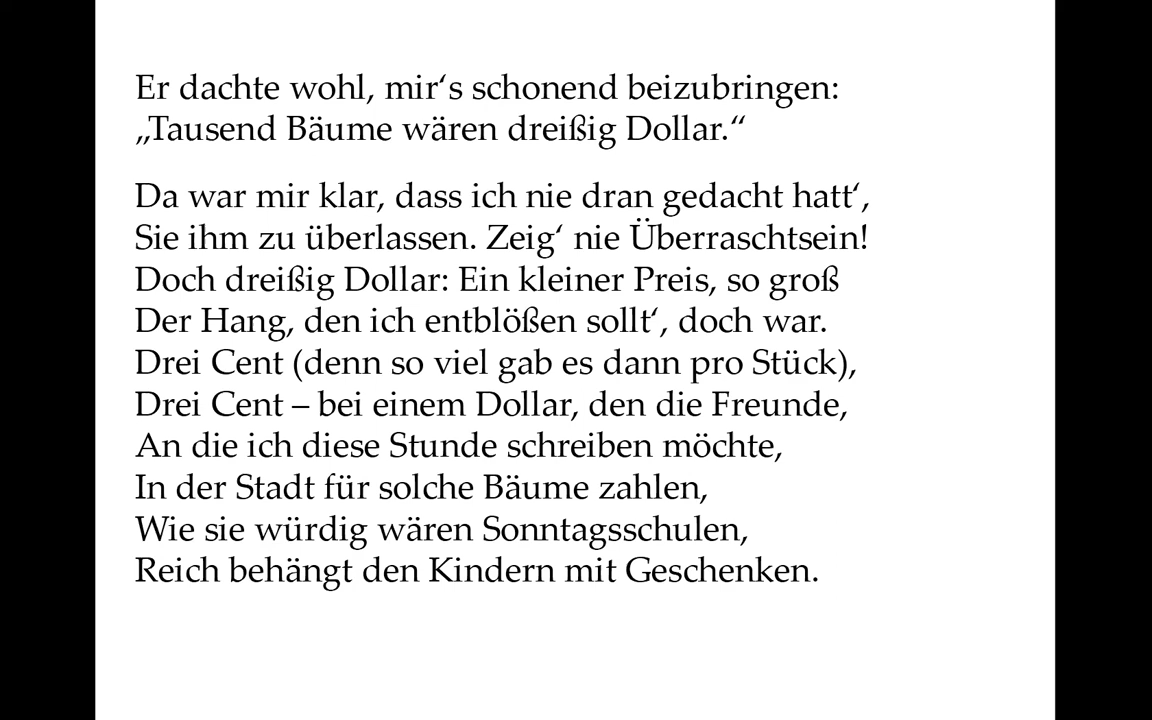 Er dachte wohl, mir‘s schonend beizubringen:
„Tausend Bäume wären dreißig Dollar.“
Da war mir klar, dass ich nie dran gedacht hatt‘,
Sie ihm zu überlassen. Zeig‘ nie Überraschtsein!
Doch dreißig Dollar: Ein kleiner Preis, so groß
Der Hang, den ich entblößen sollt‘, doch war.
Drei Cent (denn so viel gab es dann pro Stück),
Drei Cent – bei einem Dollar, den die Freunde,
An die ich diese Stunde schreiben möchte,
In der Stadt für solche Bäume zahlen,
Wie sie würdig wären Sonntagsschulen,
Reich behängt den Kindern mit Geschenken.